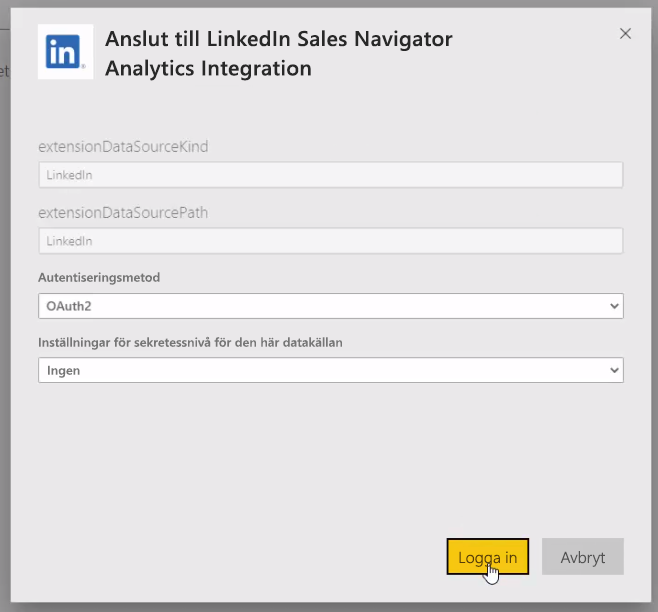 in
Anslut till LinkedIn Sales Navigator
Analytics Integration
extensionDataSourceKind
LinkedIn
extensionDataSourcePath
LinkedIn
Autentiseringsmetod
OAuth2
Inställningar för sekretessnivå för den här datakällan
Ingen
Logga in
Avbryt